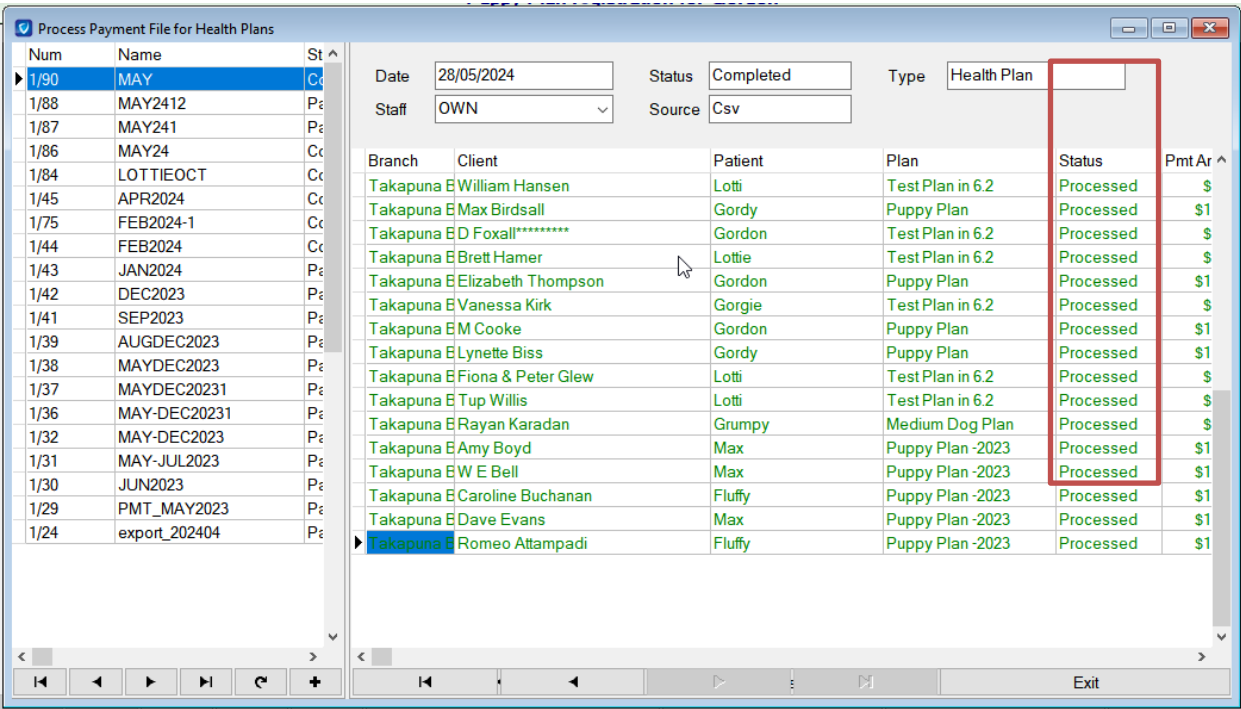 Process Payment File for Health Plans
Num Name St
1/90 MAY Cc
1/88 MAY2412 Pa
1/87 MAY241 Pa
1/86 MAY24 Cc
1/84 LOTTIEOCT Cc
1/45 APR2024 Cc
1/75 FEB2024-1 Cc
1/44 FEB2024 Cc
1/43 JAN2024 Pa
1/42 DEC2023 Pa
1/41 SEP2023 Pa
1/39 AUGDEC2023 Pa
1/38 MAYDEC2023 Pa
1/37 MAYDEC20231 Pa
1/36 MAY-DEC20231 Pa
1/32 MAY-DEC2023 Pa
1/31 MAY-JUL2023 Pa
1/30 JUN2023 Pa
1/29 PMT_MAY2023 Pa
1/24 export_202404 Pa
Date 28/05/2024 Status Completed Type Health Plan
Staff OWN Source Csv
Branch Client Patient Plan Status Pmt Ar
Takapuna B William Hansen Lotti Test Plan in 6.2 Processed $
Takapuna B Max Birdsall Gordy Puppy Plan Processed $1
Takapuna B D Foxall********* Gordon Test Plan in 6.2 Processed $
Takapuna B Brett Hamer Lottie Test Plan in 6.2 Processed $
Takapuna B Elizabeth Thompson Gordon Puppy Plan Processed $1
Takapuna B Vanessa Kirk Gorgie Test Plan in 6.2 Processed $
Takapuna B M Cooke Gordon Puppy Plan Processed $1
Takapuna B Lynette Biss Gordy Puppy Plan Processed $1
Takapuna B Fiona & Peter Glew Lotti Test Plan in 6.2 Processed $
Takapuna B Tup Willis Lotti Test Plan in 6.2 Processed $
Takapuna B Rayan Karadan Grumpy Medium Dog Plan Processed $
Takapuna B Amy Boyd Max Puppy Plan -2023 Processed $1
Takapuna B W E Bell Max Puppy Plan -2023 Processed $1
Takapuna B Caroline Buchanan Fluffy Puppy Plan -2023 Processed $1
Takapuna B Dave Evans Max Puppy Plan -2023 Processed $1
Takapuna B Romeo Attampadi Fluffy Puppy Plan -2023 Processed $1
Exit